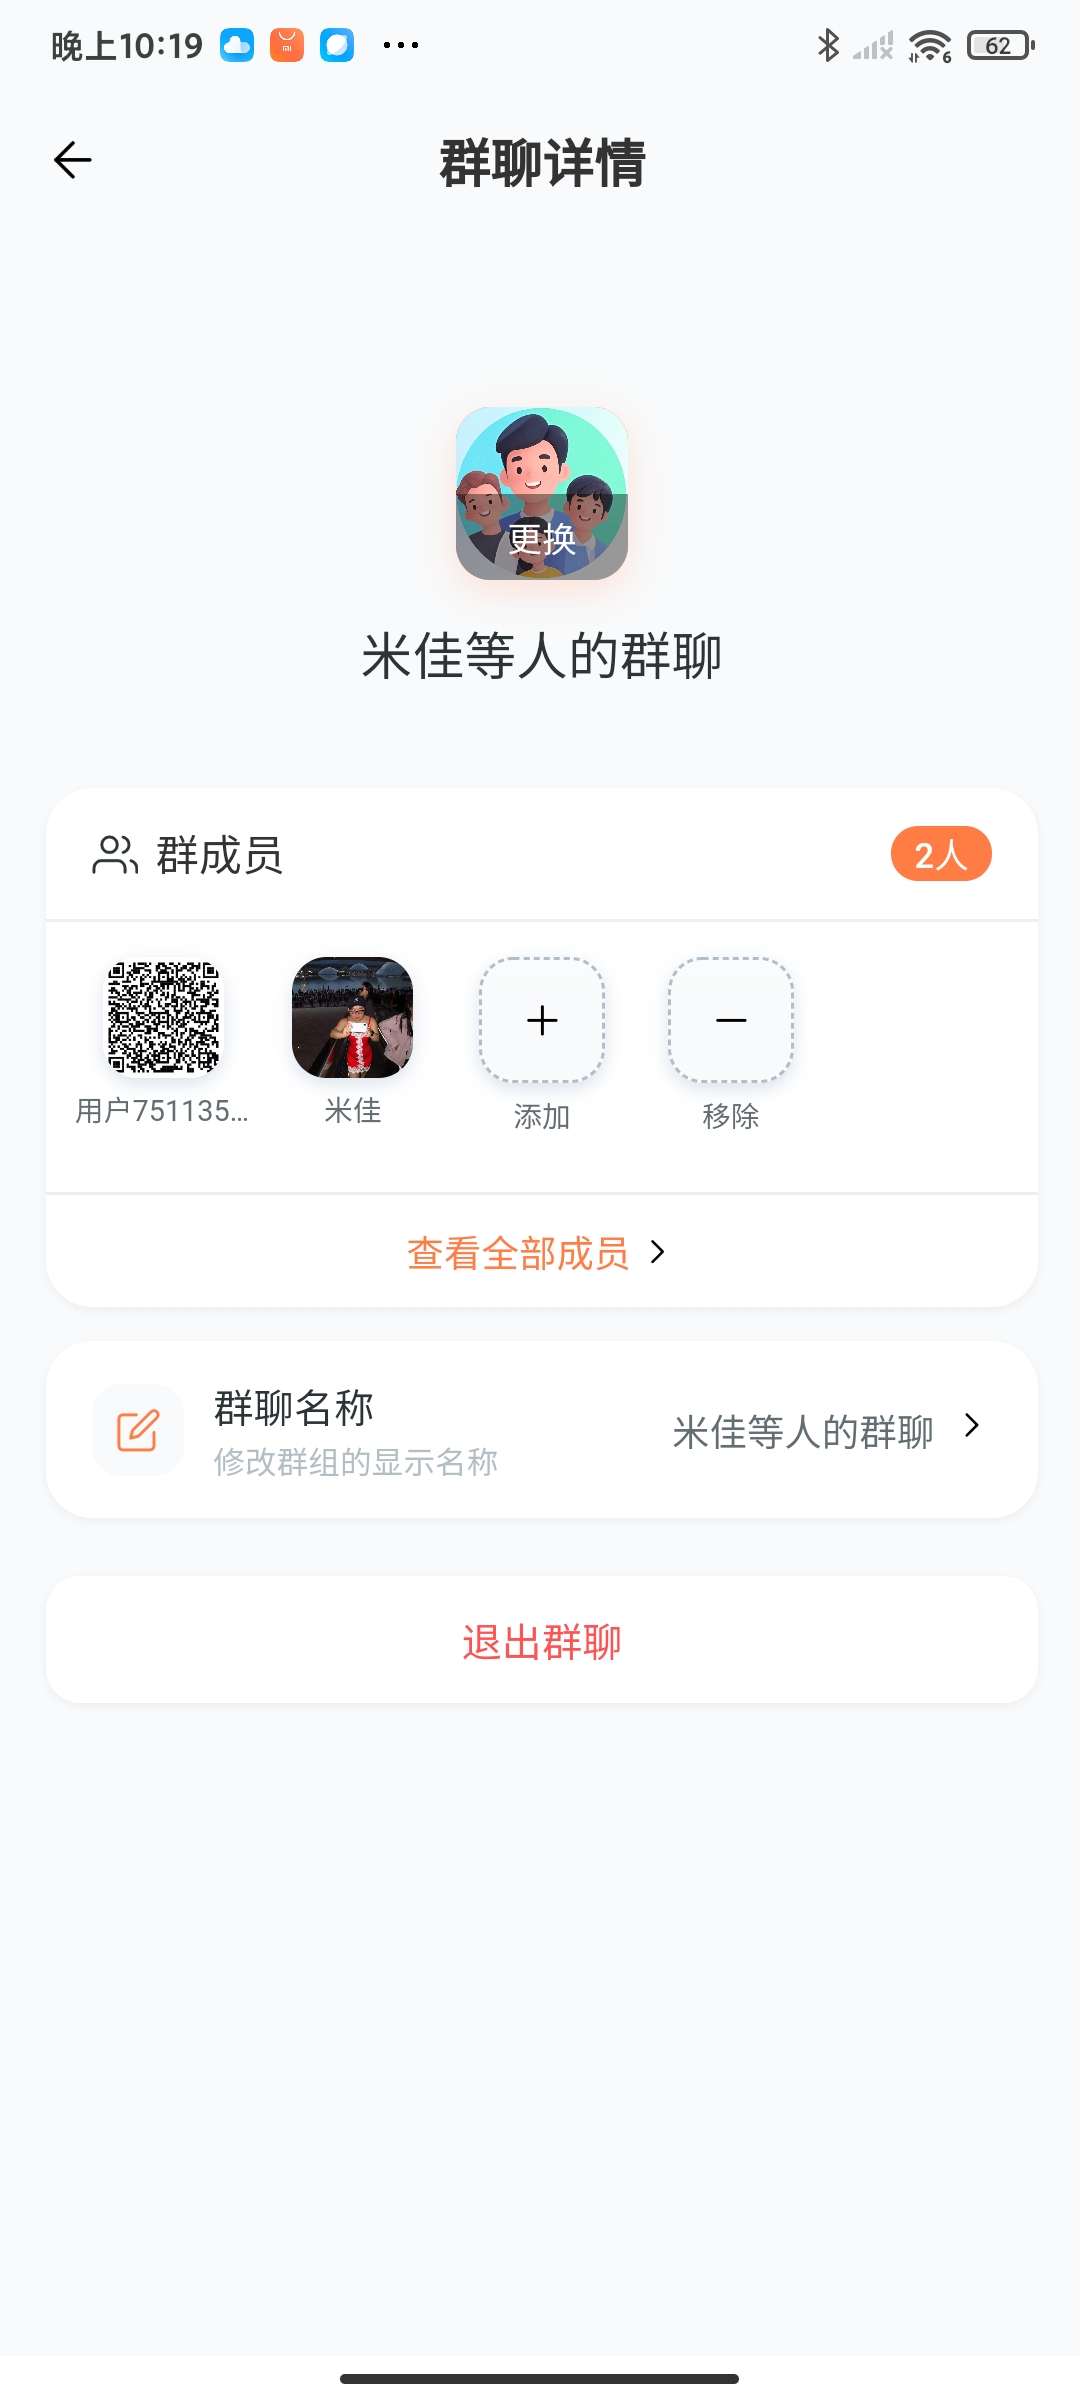 晚上10:19
62
群聊详情
更换
米佳等人的群聊
群成员
2人
用户751135...
米佳
添加
移除
查看全部成员
群聊名称
修改群组的显示名称
米佳等人的群聊
退出群聊